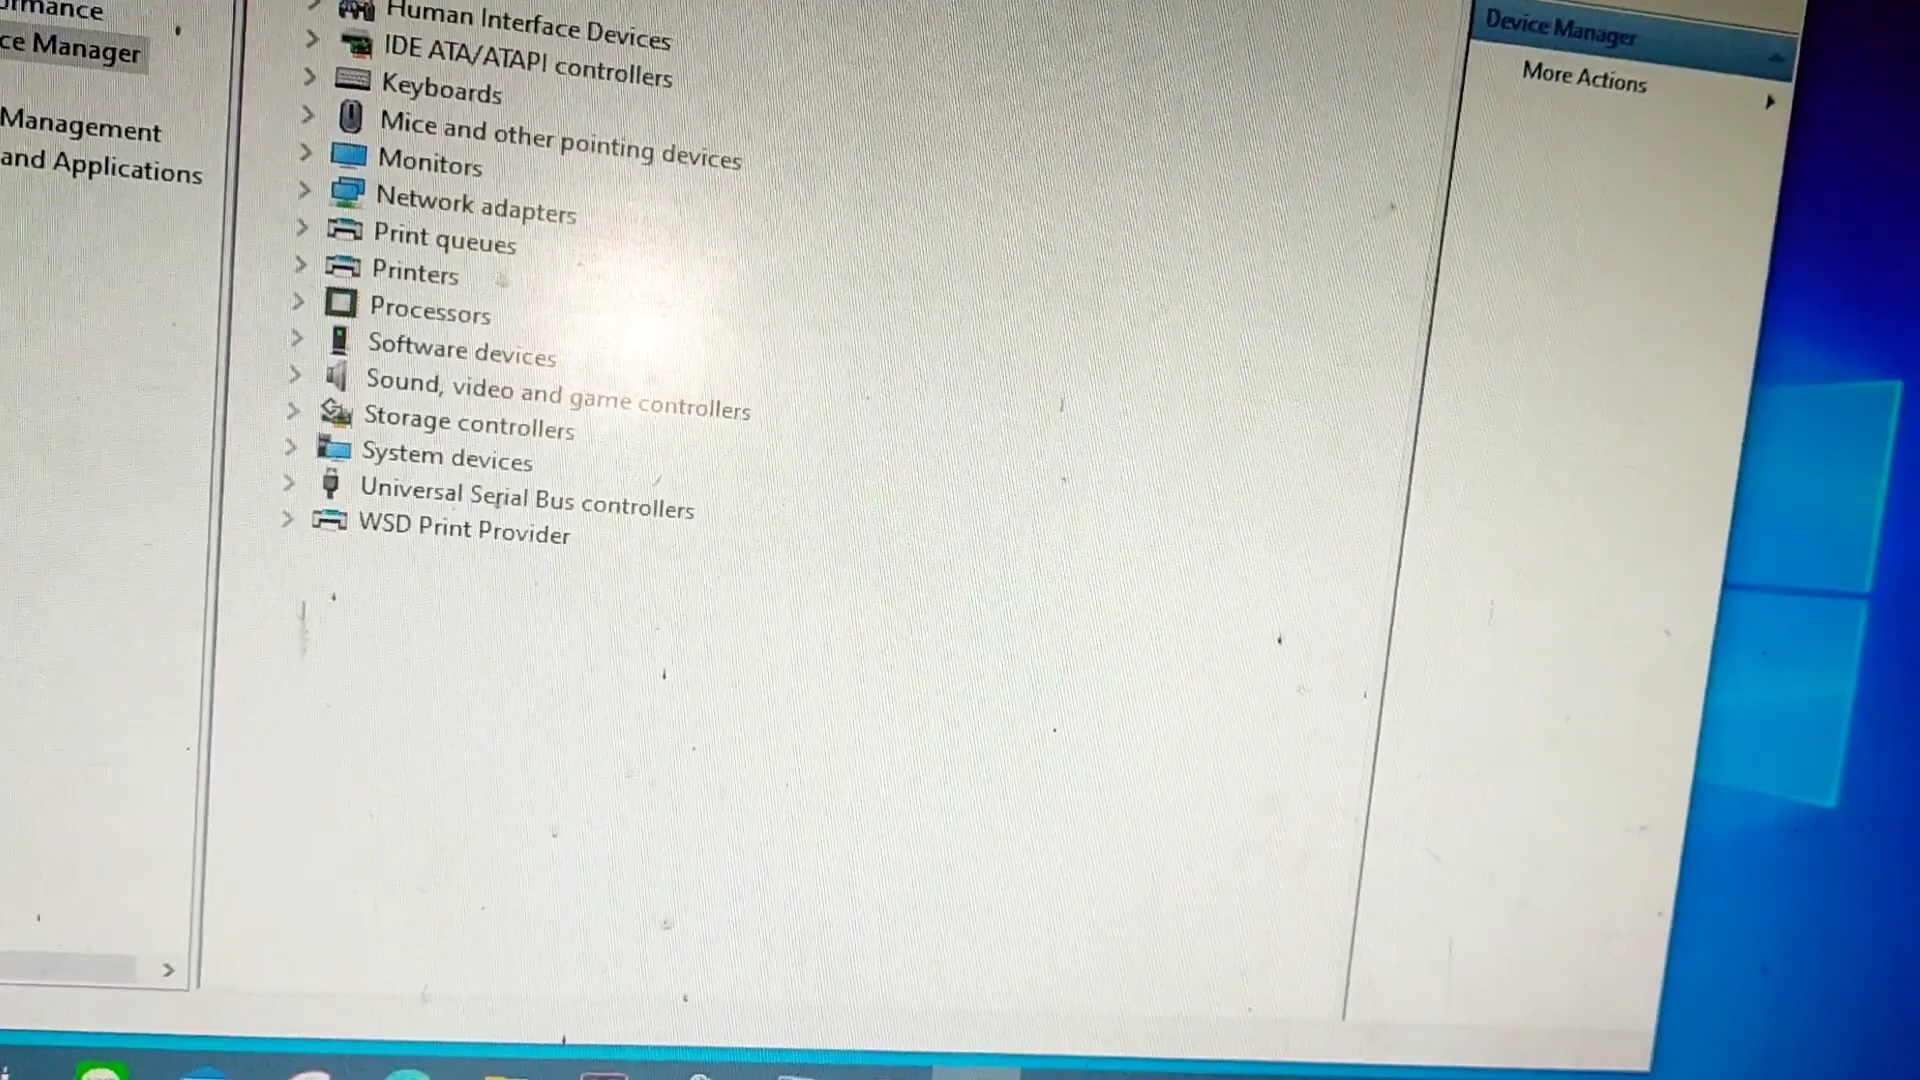 ce Manager
Management
and Applications
Human Interface Devices
IDE ATA/ATAPI controllers
Keyboards
Mice and other pointing devices
Monitors
Network adapters
Print queues
Printers
Processors
Software devices
Sound, video and game controllers
Storage controllers
System devices
Universal Serial Bus controllers
WSD Print Provider
Device Manager
More Actions